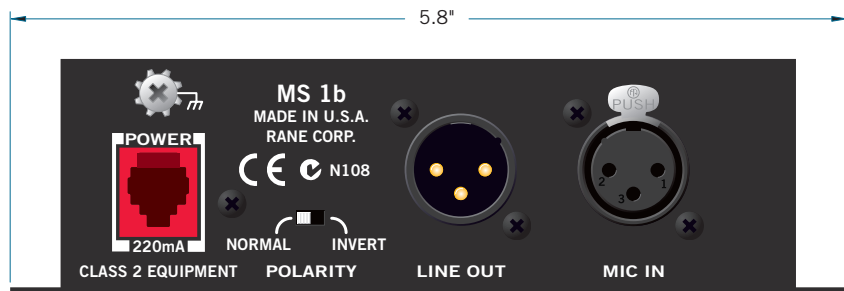 5.8"
MS 1b
MADE IN U.S.A.
RANE CORP.
CE N108
POWER
220mA
CLASS 2 EQUIPMENT
NORMAL INVERT
POLARITY
LINE OUT
PUSH
2 1
3
MIC IN